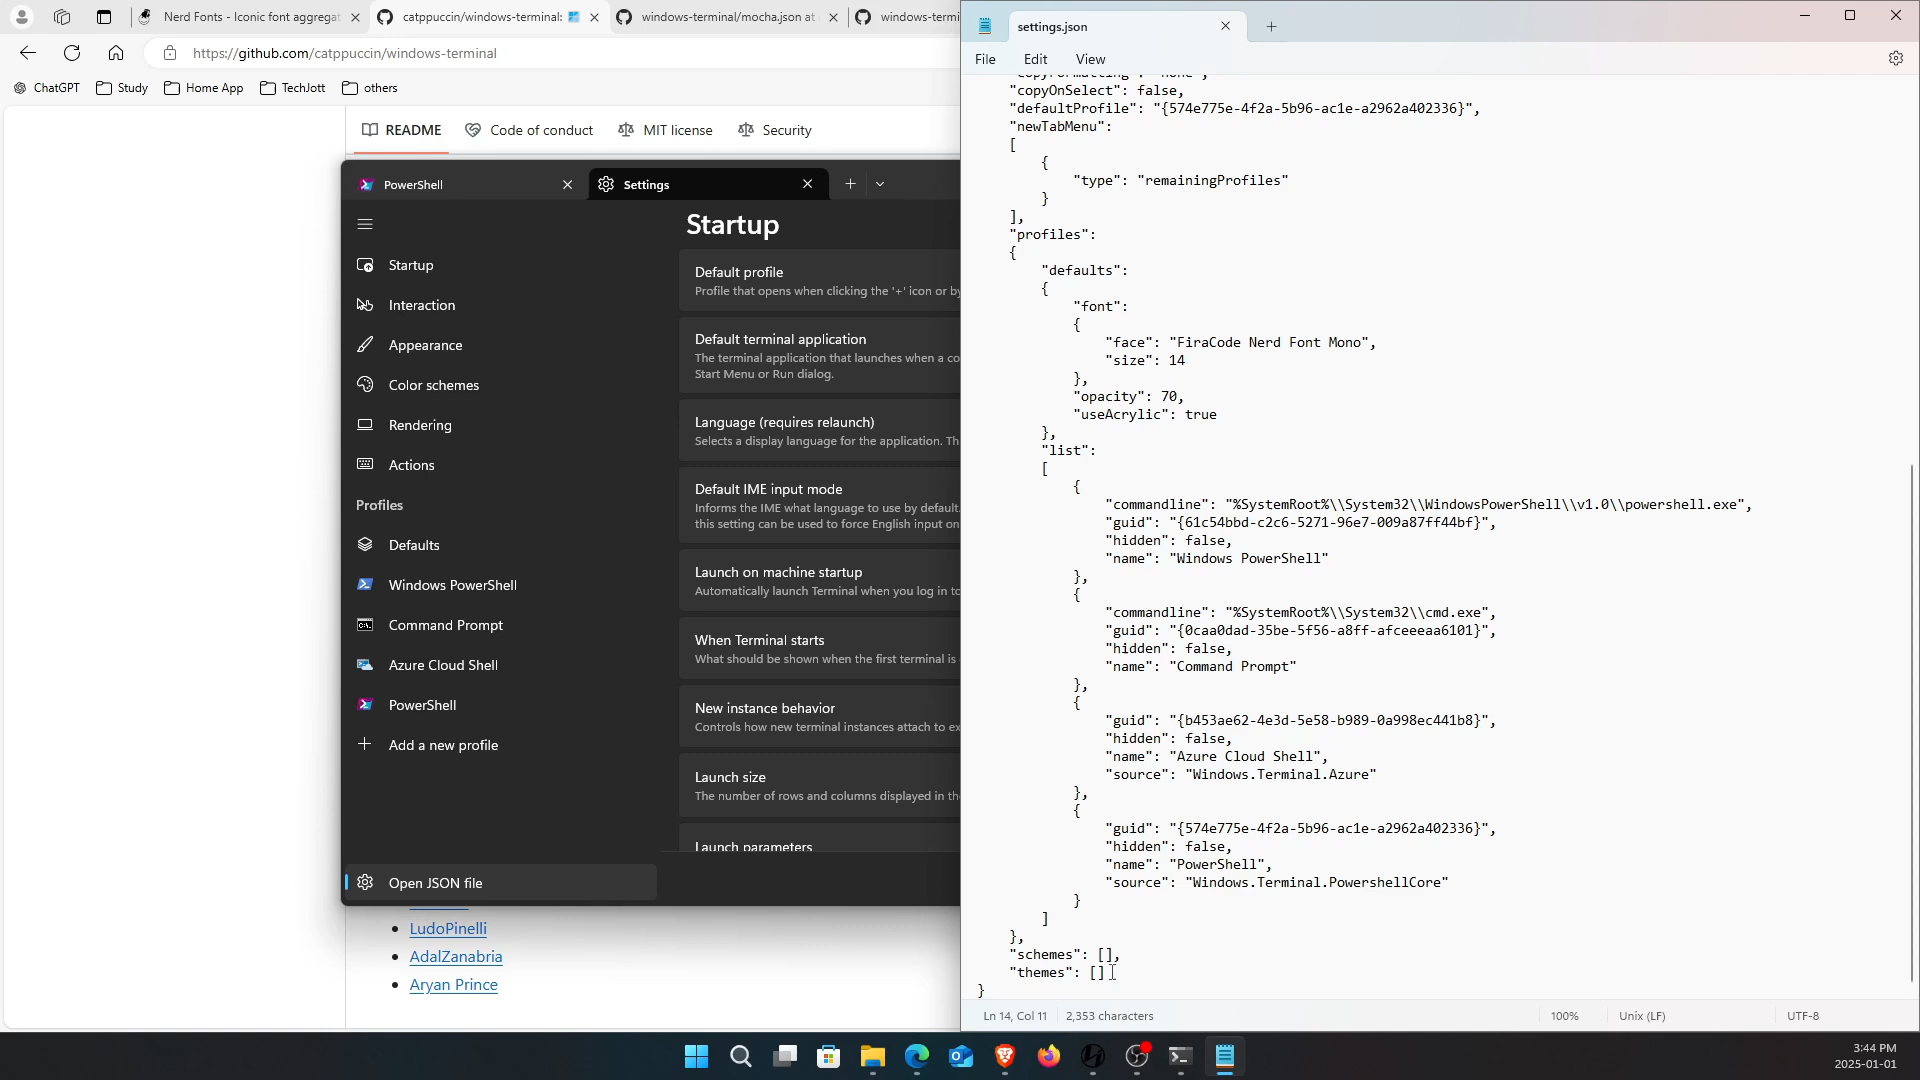 Nerd Fonts - Iconic font aggregat
catppuccin/windows-terminal:
windows-terminal/mocha.json at
windows-termi
https://github.com/catppuccin/windows-terminal
ChatGPT
Study
Home App
TechJott
others
README
Code of conduct
MIT license
Security
PowerShell
Settings
Startup
Interaction
Appearance
Color schemes
Rendering
Actions
Profiles
Defaults
Windows PowerShell
Command Prompt
Azure Cloud Shell
PowerShell
Add a new profile
Open JSON file
Startup
Default profile
Profile that opens when clicking the '+' icon or by
Default terminal application
The terminal application that launches when a co
Start Menu or Run dialog.
Language (requires relaunch)
Selects a display language for the application. Th
Default IME input mode
Informs the IME what language to use by default.
this setting can be used to force English input on
Launch on machine startup
Automatically launch Terminal when you log in to
When Terminal starts
What should be shown when the first terminal is
New instance behavior
Controls how new terminal instances attach to ex
Launch size
The number of rows and columns displayed in the
Launch parameters
LudoPinelli
AdalZanabria
Aryan Prince
settings.json
File
Edit
View
"copyFormatting": "none",
"copyOnSelect": false,
"defaultProfile": "{574e775e-4f2a-5b96-ac1e-a2962a402336}",
"newTabMenu":
[
{
"type": "remainingProfiles"
}
],
"profiles":
{
"defaults":
{
"font":
{
"face": "FiraCode Nerd Font Mono",
"size": 14
},
"opacity": 70,
"useAcrylic": true
},
"list":
[
{
"commandline": "%SystemRoot%\\System32\\WindowsPowerShell\\v1.0\\powershell.exe",
"guid": "{61c54bbd-c2c6-5271-96e7-009a87ff44bf}",
"hidden": false,
"name": "Windows PowerShell"
},
{
"commandline": "%SystemRoot%\\System32\\cmd.exe",
"guid": "{0caa0dad-35be-5f56-a8ff-afceeeaa6101}",
"hidden": false,
"name": "Command Prompt"
},
{
"guid": "{b453ae62-4e3d-5e58-b989-0a998ec441b8}",
"hidden": false,
"name": "Azure Cloud Shell",
"source": "Windows.Terminal.Azure"
},
{
"guid": "{574e775e-4f2a-5b96-ac1e-a2962a402336}",
"hidden": false,
"name": "PowerShell",
"source": "Windows.Terminal.PowershellCore"
}
]
},
"schemes": [],
"themes": []
}
Ln 14, Col 11
2,353 characters
100%
Unix (LF)
UTF-8
3:44 PM
2025-01-01